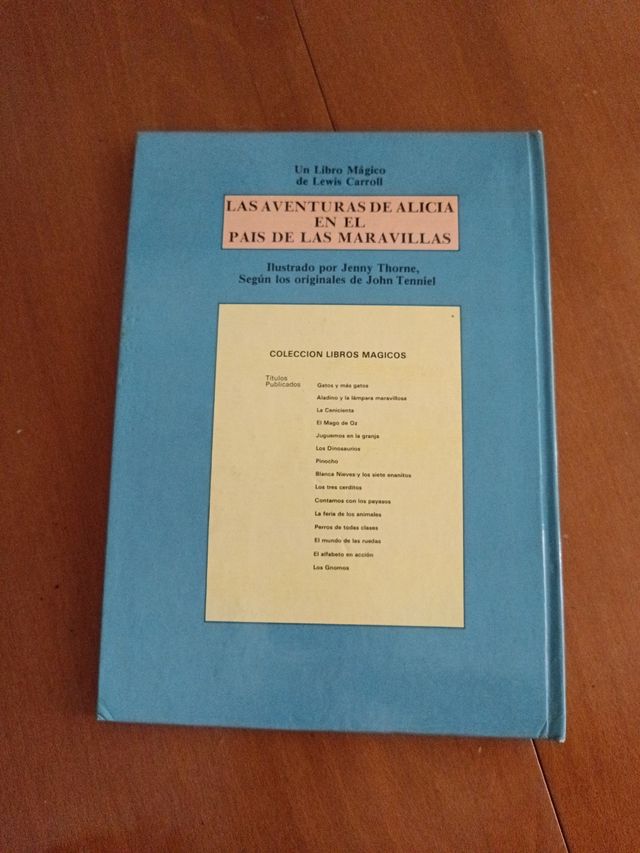 Un Libro Mágico
de Lewis Carroll
LAS AVENTURAS DE ALICIA
EN EL
PAIS DE LAS MARAVILLAS
Ilustrado por Jenny Thorne,
Según los originales de John Tenniel
COLECCION LIBROS MAGICOS
Títulos
Publicados
Gatos y más gatos
Aladino y la lámpara maravillosa
La Cenicienta
El Mago de Oz
Juguemos en la granja
Los Dinosaurios
Pinocho
Blanca Nieves y los siete enanitos
Los tres cerditos
Contamos con los payasos
La feria de los animales
Perros de todas clases
El mundo de las ruedas
El alfabeto en acción
Los Gnomos